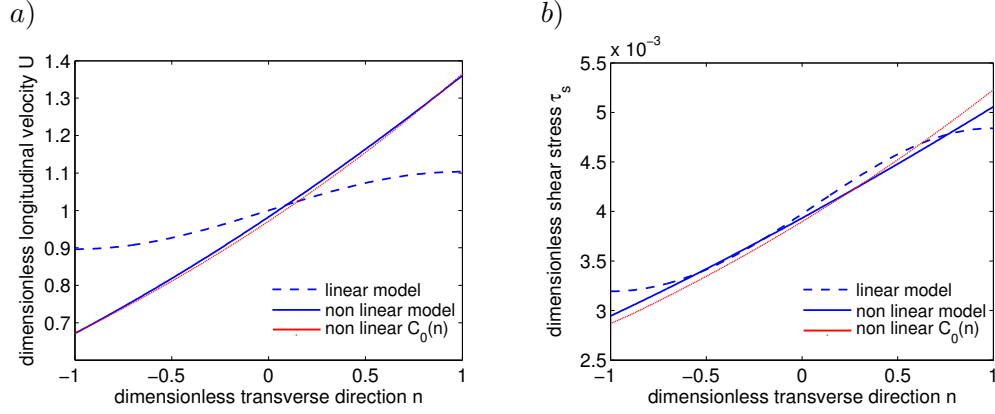 a)
dimensionless longitudinal velocity U
1.4
1.3
1.2
1.1
1
0.9
0.8
0.7
−1 −0.5 0 0.5 1
dimensionless transverse direction n
linear model
non linear model
non linear C_0(n)
b)
x 10^−3
dimensionless shear stress τ_s
5.5
5
4.5
4
3.5
3
2.5
−1 −0.5 0 0.5 1
dimensionless transverse direction n
linear model
non linear model
non linear C_0(n)